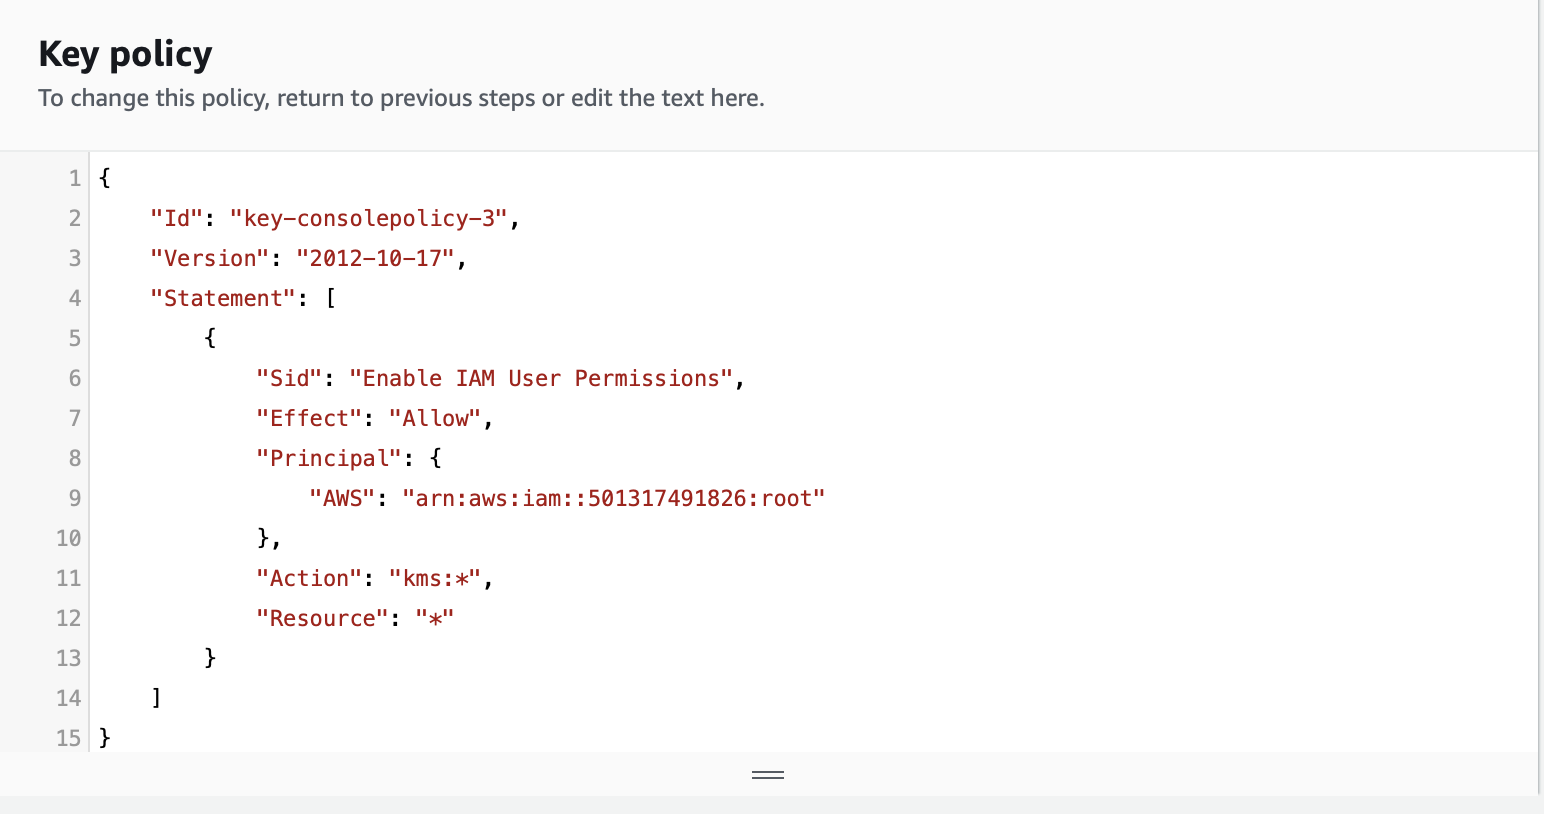 Key policy
To change this policy, return to previous steps or edit the text here.
1 {
2     "Id": "key-consolepolicy-3",
3     "Version": "2012-10-17",
4     "Statement": [
5         {
6             "Sid": "Enable IAM User Permissions",
7             "Effect": "Allow",
8             "Principal": {
9                 "AWS": "arn:aws:iam::501317491826:root"
10             },
11             "Action": "kms:*",
12             "Resource": "*"
13         }
14     ]
15 }